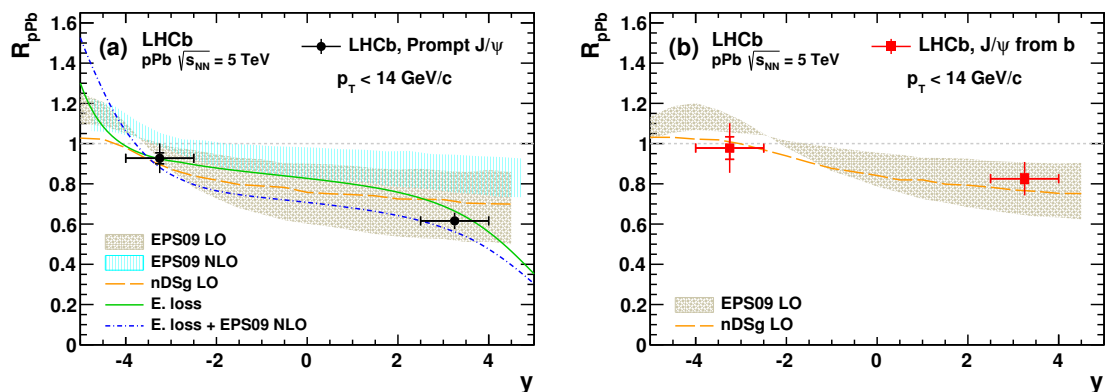 R_pPb
1.6
1.4
1.2
1
0.8
0.6
0.4
0.2
0
(a)
LHCb
pPb √s_NN = 5 TeV
LHCb, Prompt J/ψ
p_T < 14 GeV/c
EPS09 LO
EPS09 NLO
nDSg LO
E. loss
E. loss + EPS09 NLO
-4 -2 0 2 4
y
R_pPb
1.6
1.4
1.2
1
0.8
0.6
0.4
0.2
0
(b)
LHCb
pPb √s_NN = 5 TeV
LHCb, J/ψ from b
p_T < 14 GeV/c
EPS09 LO
nDSg LO
-4 -2 0 2 4
y